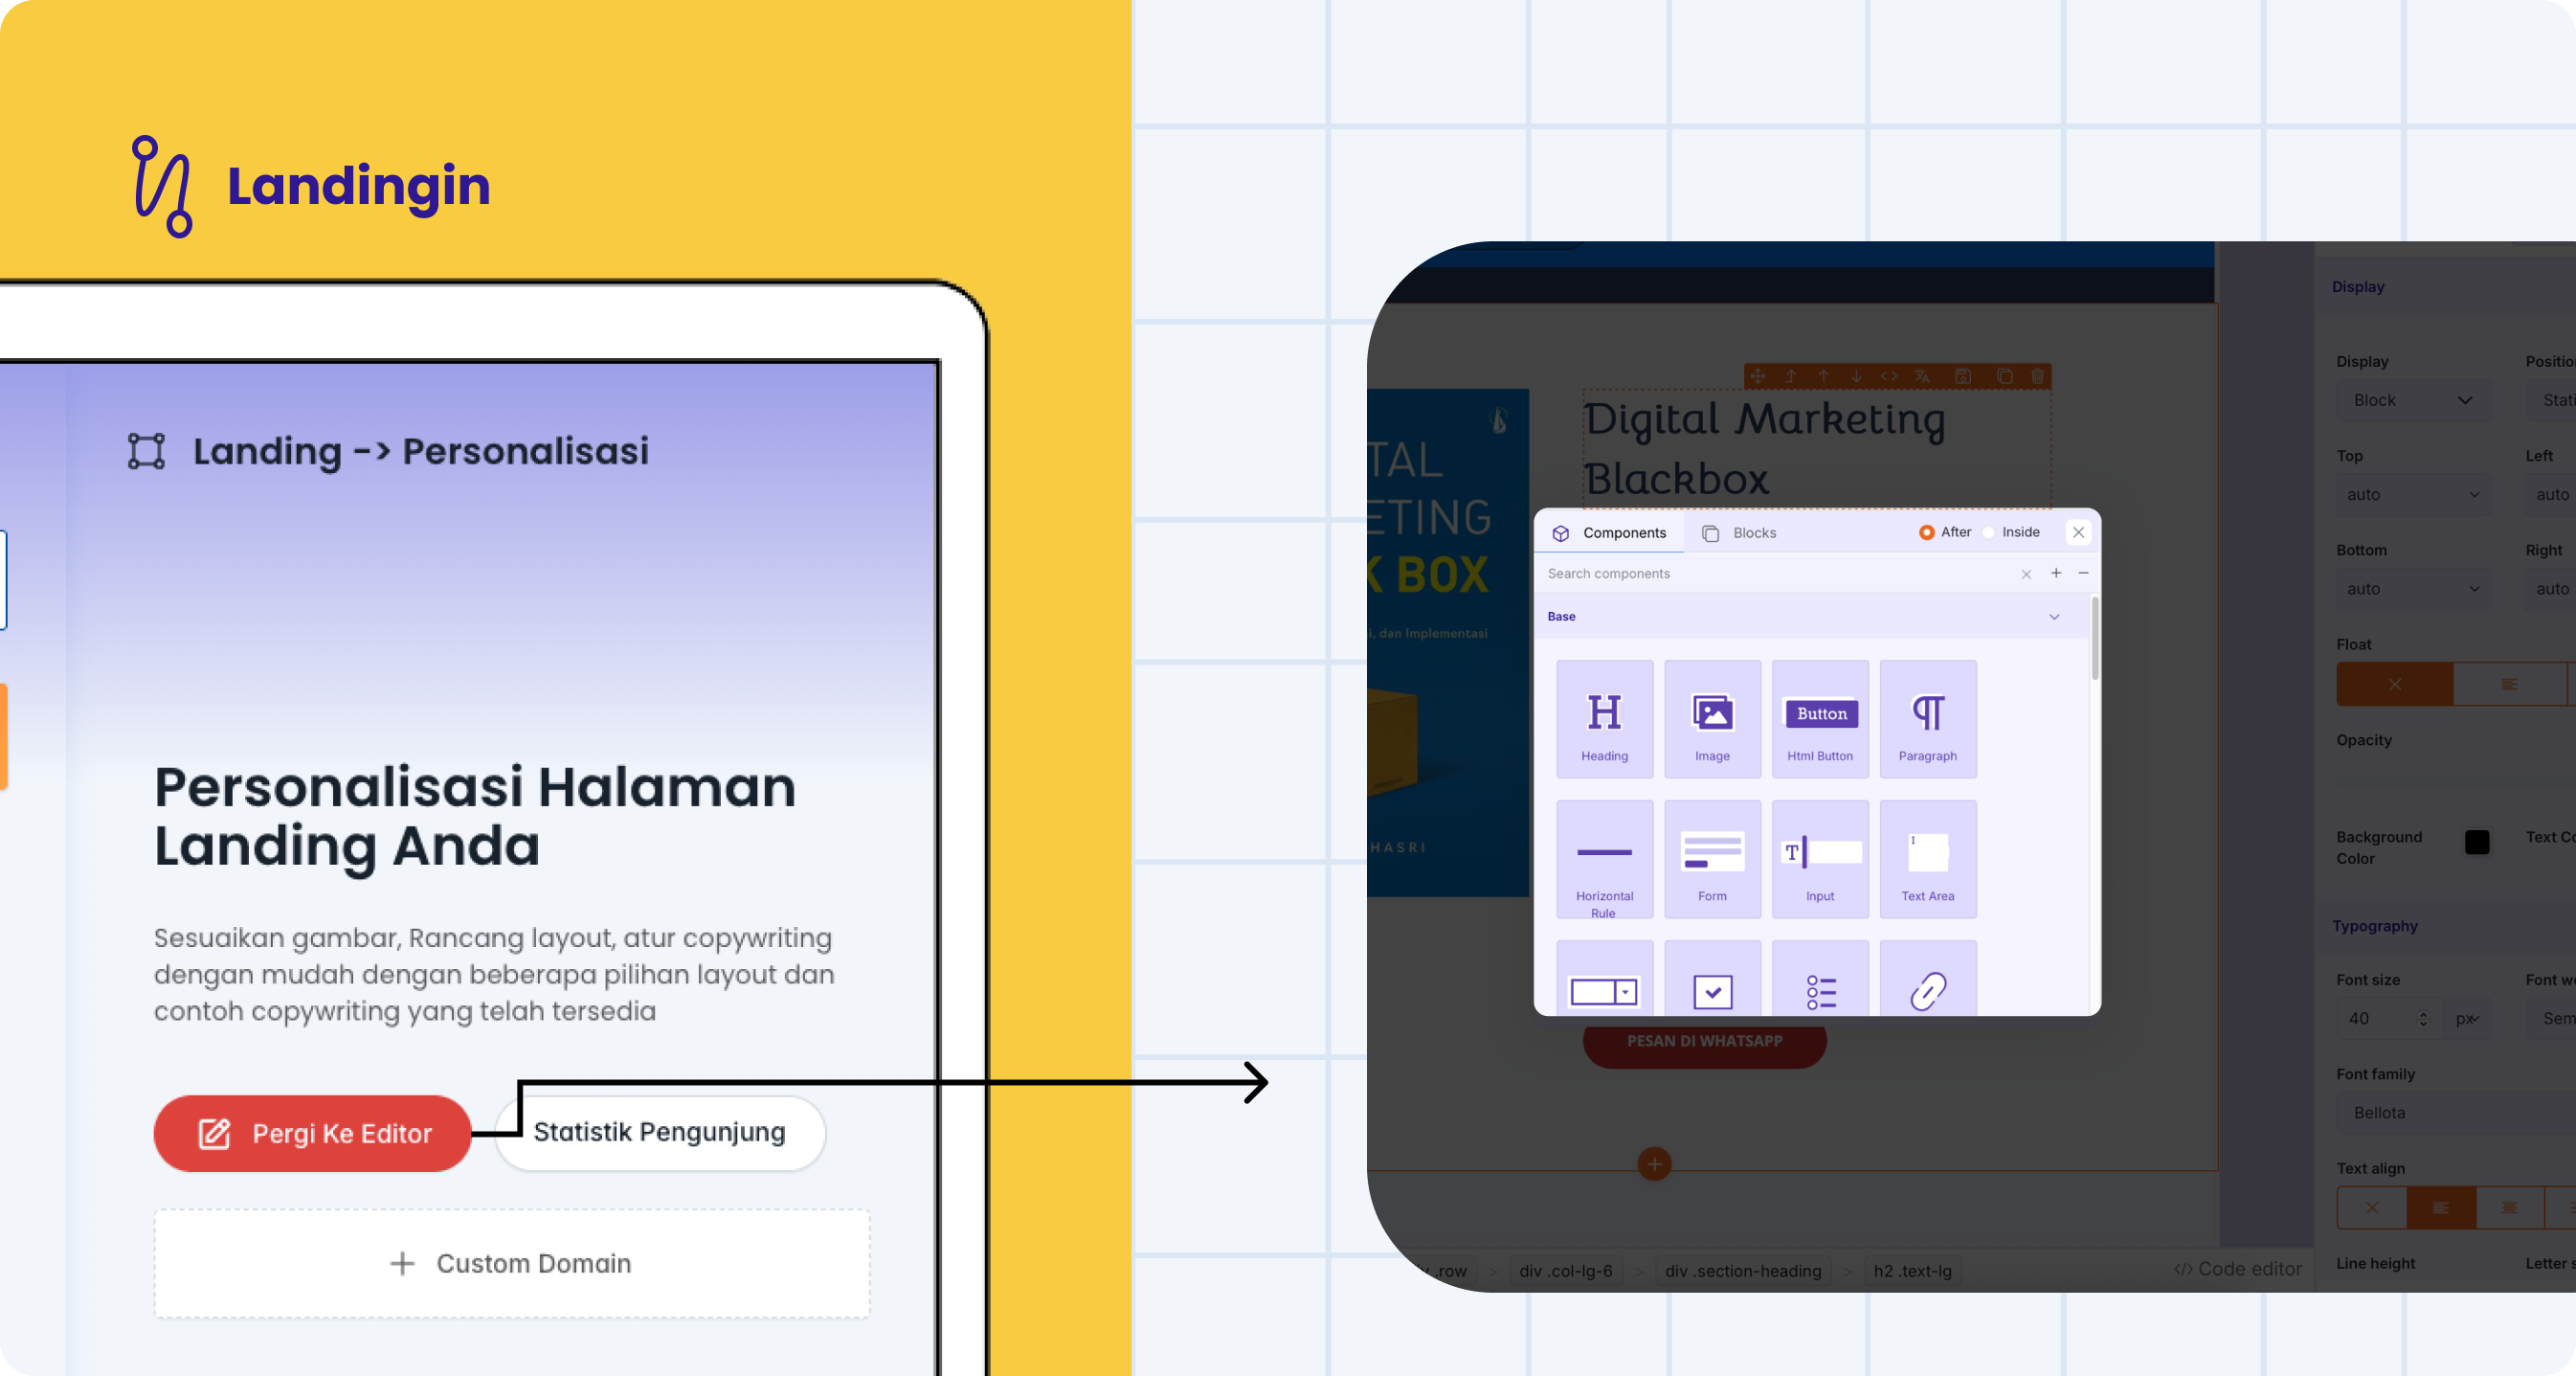 Landingin
Landing -> Personalisasi
Personalisasi Halaman
Landing Anda
Sesuaikan gambar, Rancang layout, atur copywriting
dengan mudah dengan beberapa pilihan layout dan
contoh copywriting yang telah tersedia
Pergi Ke Editor
Statistik Pengunjung
Custom Domain
Digital Marketing
Blackbox
TAL
ETING
K BOX
i, dan Implementasi
HASRI
Components
Blocks
After
Inside
Search components
Base
Heading
Image
Button
Html Button
Paragraph
Horizontal
Rule
Form
T
Input
Text Area
PESAN DI WHATSAPP
.row
>
div .col-lg-6
>
div .section-heading
>
h2 .text-lg
</> Code editor
Display
Display
Position
Block
Stati
Top
Left
auto
auto
Bottom
Right
auto
auto
Float
Opacity
Background
Color
Text Co
Typography
Font size
Font we
40
px
Sem
Font family
Bellota
Text align
Line height
Letter s